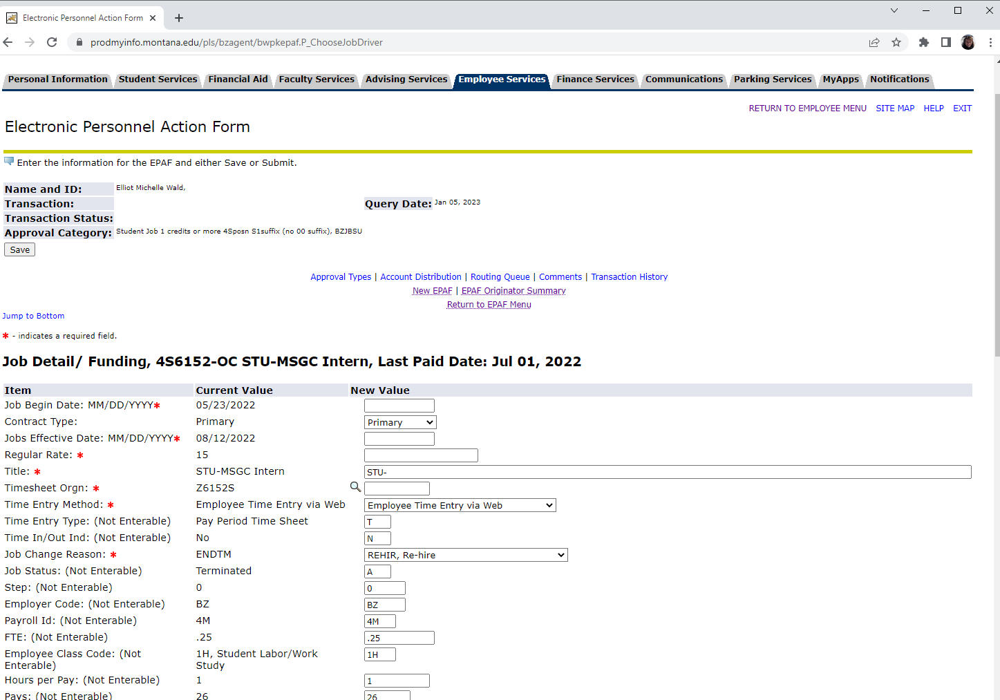 Electronic Personnel Action Form
prodmyinfo.montana.edu/pls/bzagent/bwpkepaf.P_ChooseJobDriver
Personal Information Student Services Financial Aid Faculty Services Advising Services Employee Services Finance Services Communications Parking Services MyApps Notifications
RETURN TO EMPLOYEE MENU SITE MAP HELP EXIT
Electronic Personnel Action Form
Enter the information for the EPAF and either Save or Submit.
Name and ID: Elliot Michelle Wald,
Transaction: Query Date: Jan 05, 2023
Transaction Status:
Approval Category: Student Job 1 credits or more 4Sposn S1suffix (no 00 suffix), BZJBSU
Save
Approval Types | Account Distribution | Routing Queue | Comments | Transaction History
New EPAF | EPAF Originator Summary
Return to EPAF Menu
Jump to Bottom
* - indicates a required field.
Job Detail/ Funding, 4S6152-OC STU-MSGC Intern, Last Paid Date: Jul 01, 2022
Item Current Value New Value
Job Begin Date: MM/DD/YYYY* 05/23/2022
Contract Type: Primary Primary
Jobs Effective Date: MM/DD/YYYY* 08/12/2022
Regular Rate: * 15
Title: * STU-MSGC Intern STU-
Timesheet Orgn: * Z6152S
Time Entry Method: * Employee Time Entry via Web Employee Time Entry via Web
Time Entry Type: (Not Enterable) Pay Period Time Sheet T
Time In/Out Ind: (Not Enterable) No N
Job Change Reason: * ENDTM REHIR, Re-hire
Job Status: (Not Enterable) Terminated A
Step: (Not Enterable) 0 0
Employer Code: (Not Enterable) BZ BZ
Payroll Id: (Not Enterable) 4M 4M
FTE: (Not Enterable) .25 .25
Employee Class Code: (Not 1H, Student Labor/Work 1H
Enterable) Study
Hours per Pay: (Not Enterable) 1 1
Pays: (Not Enterable) 26 26